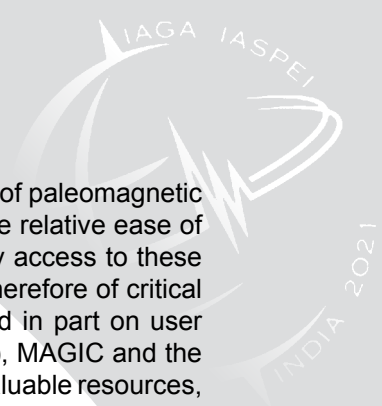 IAGA IASPEI
INDIA 2021
of paleomagnetic
e relative ease of
y access to these
herefore of critical
d in part on user
), MAGIC and the
luable resources,